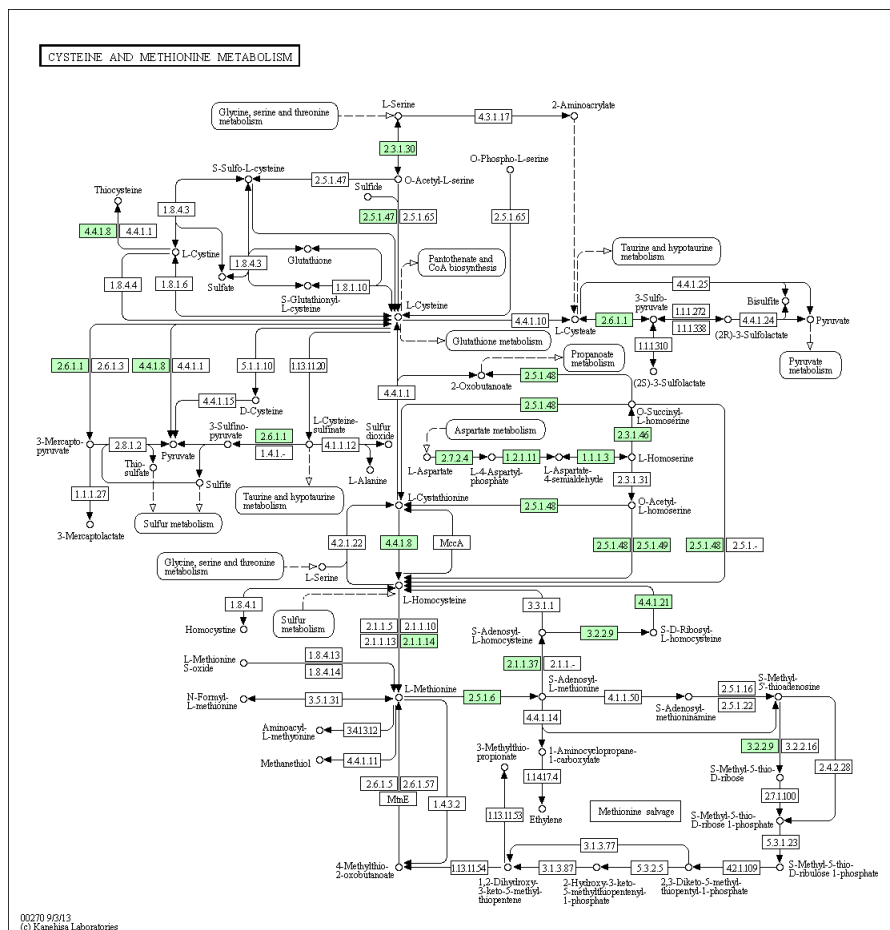 CYSTEINE AND METHIONINE METABOLISM
Glycine, serine and threonine
metabolism
L-Serine
4.3.1.17
2-Aminoacrylate
2.3.1.30
O-Phospho-L-serine
S-Sulfo-L-cysteine
2.5.1.47
O-Acetyl-L-serine
Thiocysteine
Sulfide
1.8.4.3
2.5.1.47
2.5.1.65
2.5.1.65
4.4.1.8
4.4.1.1
L-Cystine
Glutathione
Pantothenate and
CoA biosynthesis
Taurine and hypotaurine
metabolism
1.8.4.3
1.8.4.4
1.8.1.6
Sulfate
1.8.1.10
S-Glutathionyl
L-cysteine
4.4.1.25
L-Cysteine
3-Sulfo-
pyruvate
1.1.1.272
Bisulfite
4.4.1.10
L-Cysteate
2.6.1.1
1.1.1.338
(2R)-3-Sulfolactate
4.4.1.24
Pyruvate
Glutathione metabolism
1.1.1.310
Propanoate
metabolism
Pyruvate
metabolism
2.6.1.1
2.6.1.3
4.4.1.8
4.4.1.1
5.1.1.10
1.13.11.20
2-Oxobutanoate
2.5.1.48
(2S)-3-Sulfolactate
4.4.1.1
4.4.1.15
D-Cysteine
2.5.1.48
O-Succinyl-
L-homoserine
3-Sulfino-
pyruvate
L-Cysteine-
sulfinate
Sulfur
dioxide
Aspartate metabolism
2.3.1.46
3-Mercapto-
pyruvate
2.8.1.2
Pyruvate
2.6.1.1
1.4.1.-
4.1.1.12
2.7.2.4
1.2.1.11
1.1.1.3
L-Homoserine
L-Aspartate
L-4-Aspartyl-
phosphate
L-Aspartate-
4-semialdehyde
Thio-
sulfate
Sulfite
L-Alanine
2.3.1.31
1.1.1.27
Taurine and hypotaurine
metabolism
L-Cystathionine
O-Acetyl-
L-homoserine
2.5.1.48
3-Mercaptolactate
Sulfur metabolism
4.2.1.22
4.4.1.8
MccA
2.5.1.48
2.5.1.49
2.5.1.48
2.5.1.-
Glycine, serine and threonine
metabolism
L-Serine
L-Homocysteine
1.8.4.1
Sulfur
metabolism
3.3.1.1
4.4.1.21
Homocystine
2.1.1.5
2.1.1.10
2.1.1.13
2.1.1.14
S-Adenosyl-
L-homocysteine
3.2.2.9
S-D-Ribosyl-
L-homocysteine
L-Methionine
S-oxide
1.8.4.13
1.8.4.14
2.1.1.37
2.1.1.-
N-Formyl-
L-methionine
3.5.1.31
L-Methionine
2.5.1.6
S-Adenosyl-
L-methionine
4.1.1.50
S-Adenosyl-
methioninamine
2.5.1.16
2.5.1.22
S-Methyl-
5'-thioadenosine
Aminoacyl-
L-methyonine
3.4.13.12
4.4.1.14
Methanethiol
4.4.1.11
3-Methylthio-
propionate
1-Aminocyclopropane-
1-carboxylate
3.2.2.9
3.2.2.16
2.4.2.28
S-Methyl-5-thio-
D-ribose
2.6.1.5
2.6.1.57
MtnE
1.4.3.2
1.14.17.4
2.7.1.100
1.13.11.53
Ethylene
Methionine salvage
S-Methyl-5-thio-
D-ribose 1-phosphate
5.3.1.23
3.1.3.77
4-Methylthio-
2-oxobutanoate
1.13.11.54
3.1.3.87
5.3.2.5
4.2.1.109
S-Methyl-5-thio-
D-ribulose 1-phosphate
1,2-Dihydroxy-
3-keto-5-methyl-
thiopentene
2-Hydroxy-3-keto-
5-methylthiopentenyl-
1-phosphate
2,3-Diketo-5-methyl-
thiopentyl-1-phosphate
00270 9/3/13
(c) Kanehisa Laboratories